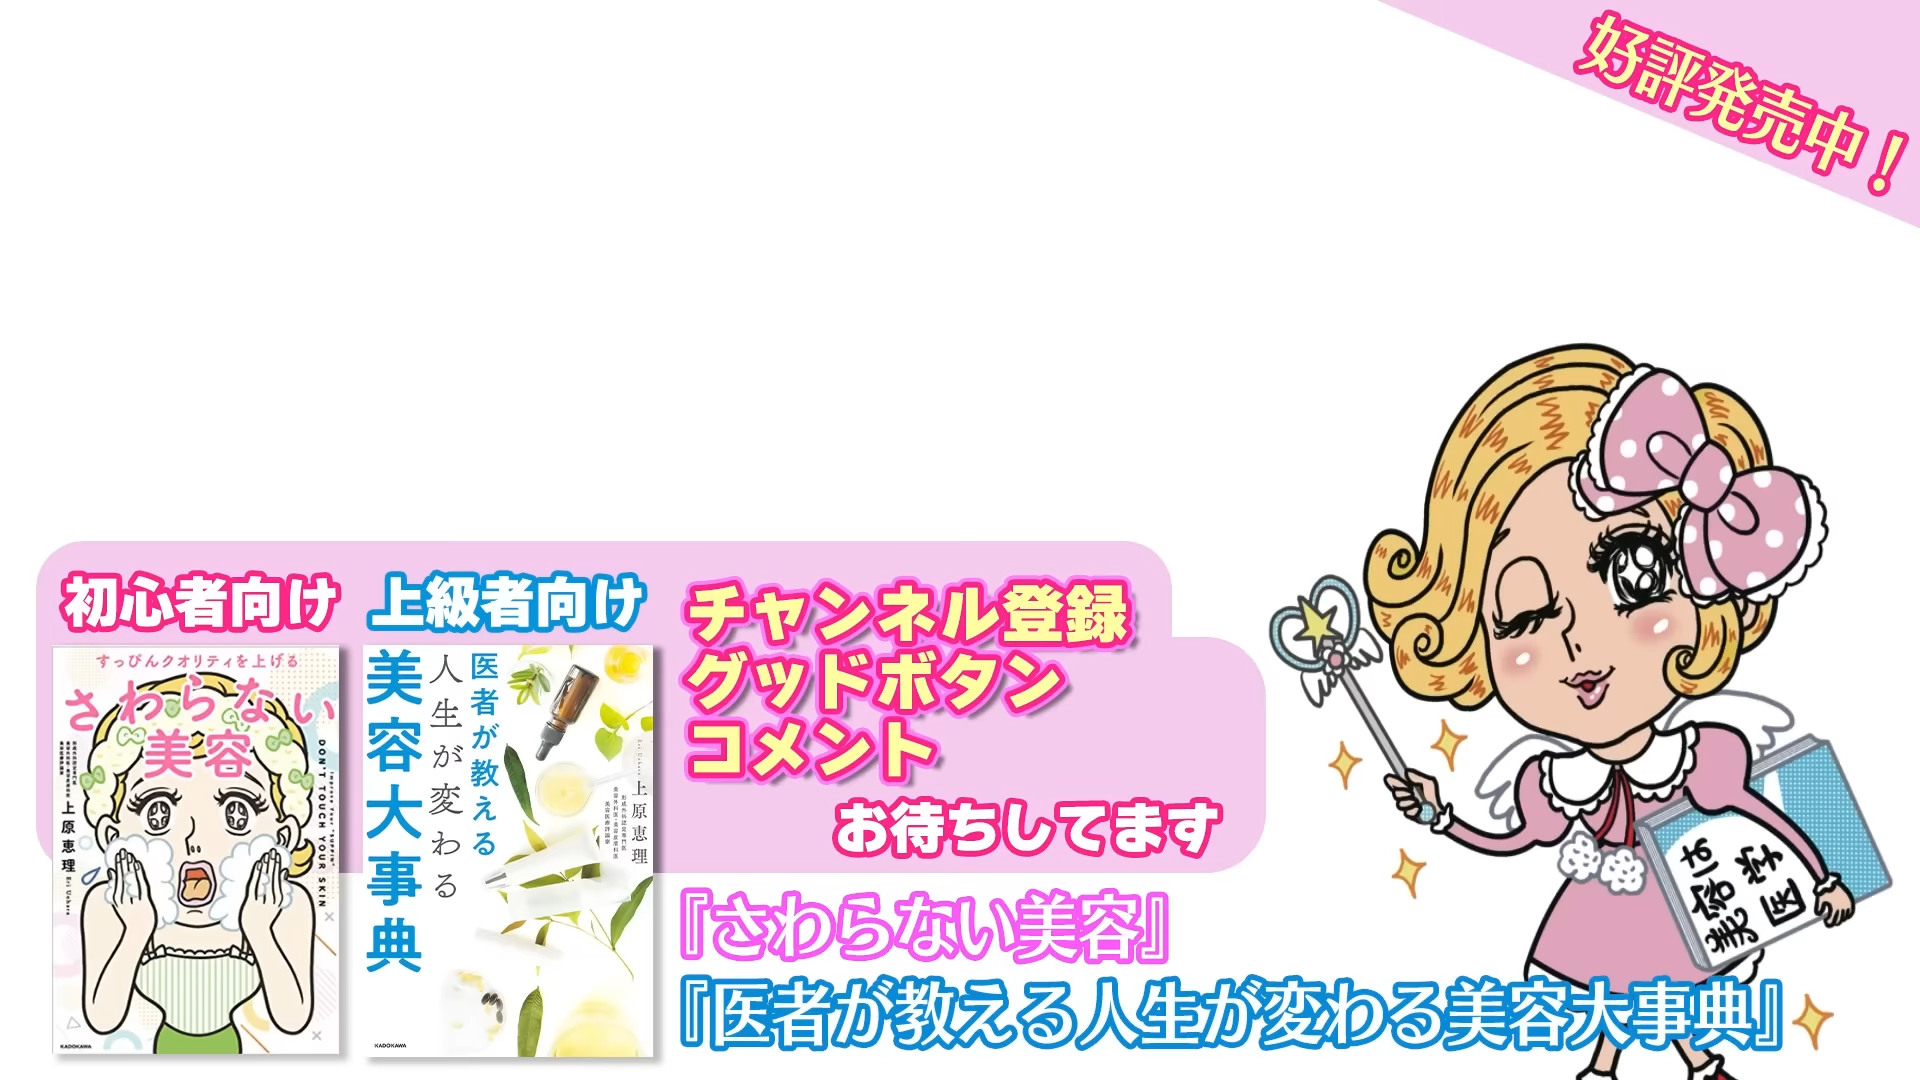 好評発売中！
初心者向け
上級者向け
チャンネル登録
グッドボタン
コメント
お待ちしてます
すっぴんクオリティを上げる
さわらない
美容
DON'T TOUCH YOUR SKIN
上原恵理
Eri Uehara
KADOKAWA
医者が教える
人生が変わる
美容大事典
上原恵理
KADOKAWA
美容は
医学
『さわらない美容』
『医者が教える人生が変わる美容大事典』